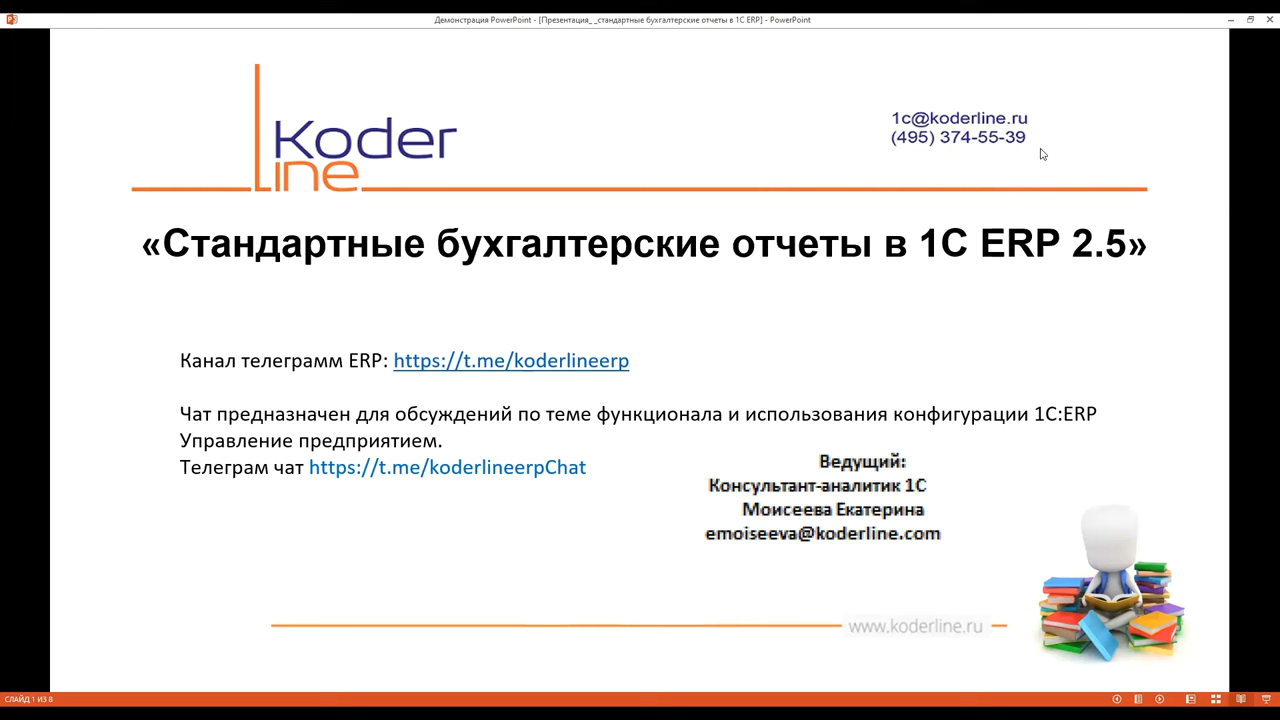 Демонстрация PowerPoint - [Презентация_ _стандартные бухгалтерские отчеты в 1С ERP] - PowerPoint
Koder
line
1c@koderline.ru
(495) 374-55-39
«Стандартные бухгалтерские отчеты в 1С ERP 2.5»
Канал телеграмм ERP: https://t.me/koderlineerp
Чат предназначен для обсуждений по теме функционала и использования конфигурации 1С:ERP
Управление предприятием.
Телеграм чат https://t.me/koderlineerpChat
Ведущий:
Консультант-аналитик 1С
Моисеева Екатерина
emoiseeva@koderline.com
www.koderline.ru
СЛАЙД 1 ИЗ 8